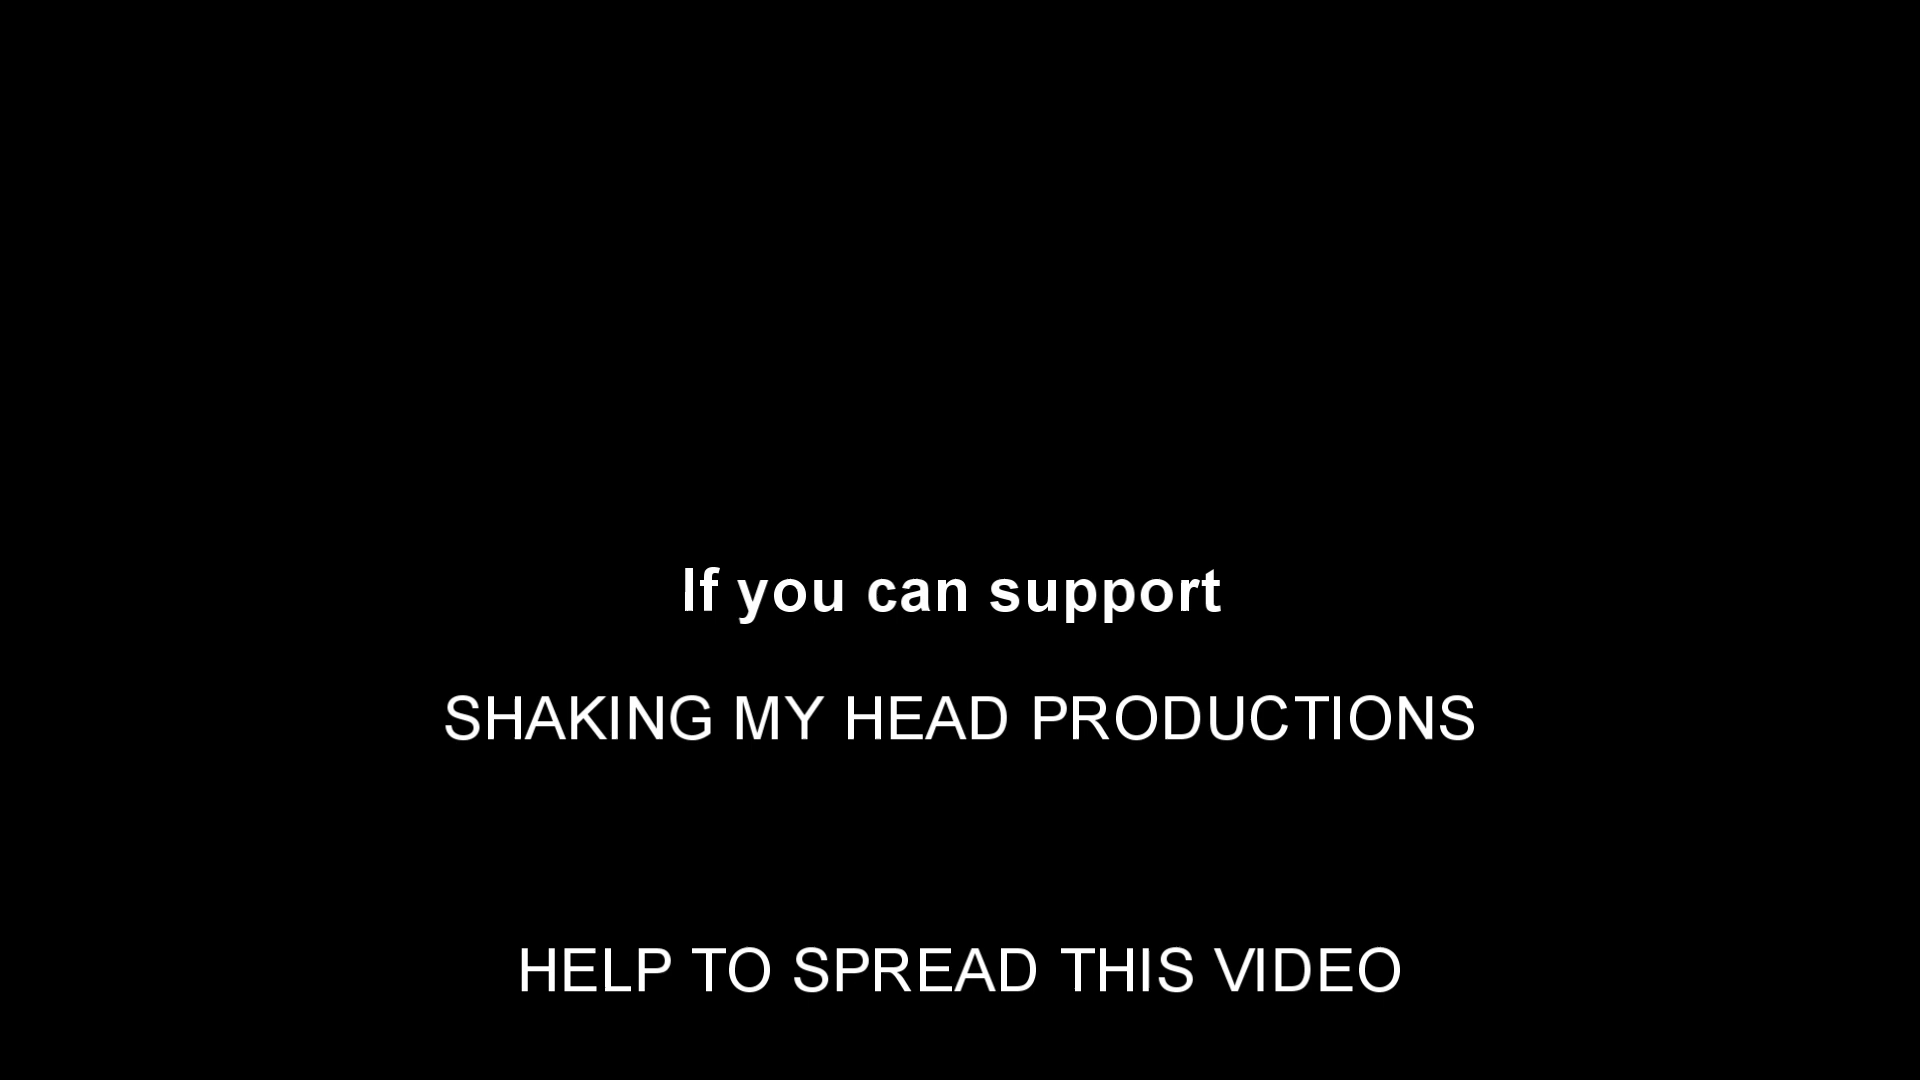 If you can support
SHAKING MY HEAD PRODUCTIONS
HELP TO SPREAD THIS VIDEO